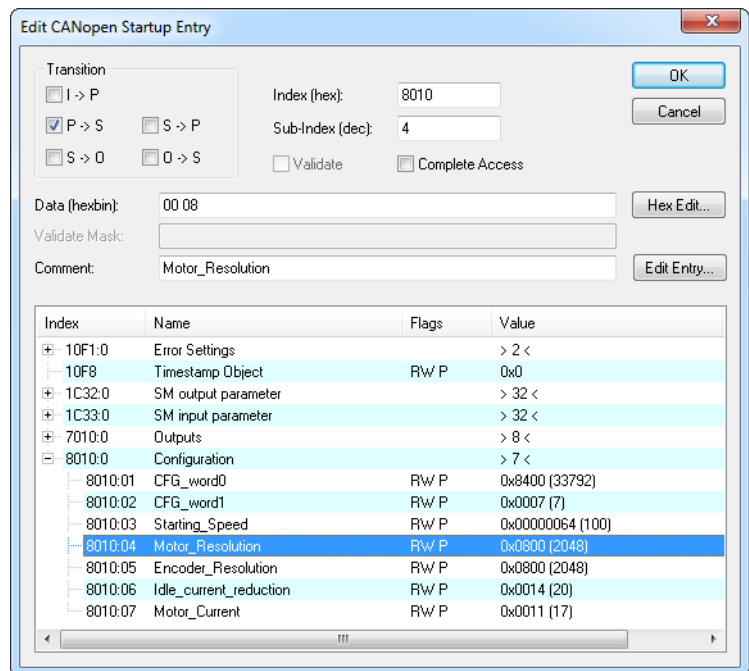 Edit CANopen Startup Entry
Transition
I -> P
P -> S S -> P
S -> O O -> S
Index (hex): 8010
Sub-Index (dec): 4
Validate Complete Access
OK
Cancel
Data (hexbin): 00 08 Hex Edit...
Validate Mask:
Comment: Motor_Resolution Edit Entry...
Index Name Flags Value
10F1:0 Error Settings > 2 <
10F8 Timestamp Object RW P 0x0
1C32:0 SM output parameter > 32 <
1C33:0 SM input parameter > 32 <
7010:0 Outputs > 8 <
8010:0 Configuration > 7 <
8010:01 CFG_word0 RW P 0x8400 (33792)
8010:02 CFG_word1 RW P 0x0007 (7)
8010:03 Starting_Speed RW P 0x00000064 (100)
8010:04 Motor_Resolution RW P 0x0800 (2048)
8010:05 Encoder_Resolution RW P 0x0800 (2048)
8010:06 Idle_current_reduction RW P 0x0014 (20)
8010:07 Motor_Current RW P 0x0011 (17)